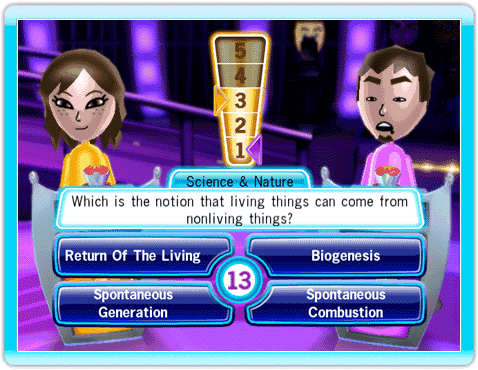 5
4
3
2
1
Science & Nature
Which is the notion that living things can come from
nonliving things?
Return Of The Living
Biogenesis
13
Spontaneous
Generation
Spontaneous
Combustion